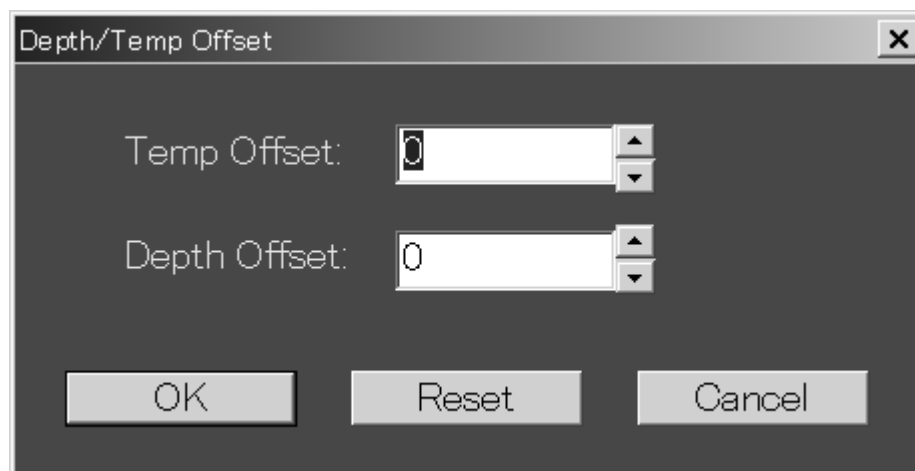 Depth/Temp Offset
Temp Offset: 0
Depth Offset: 0
OK Reset Cancel